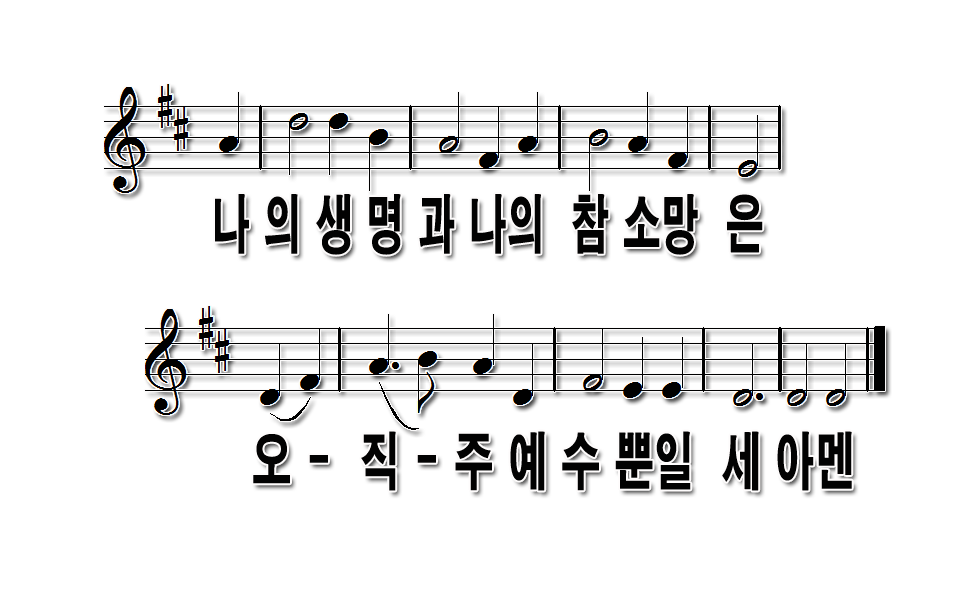 나 의 생 명 과 나의 참 소망 은
오 - 직 - 주 예 수 뿐일 세 아멘